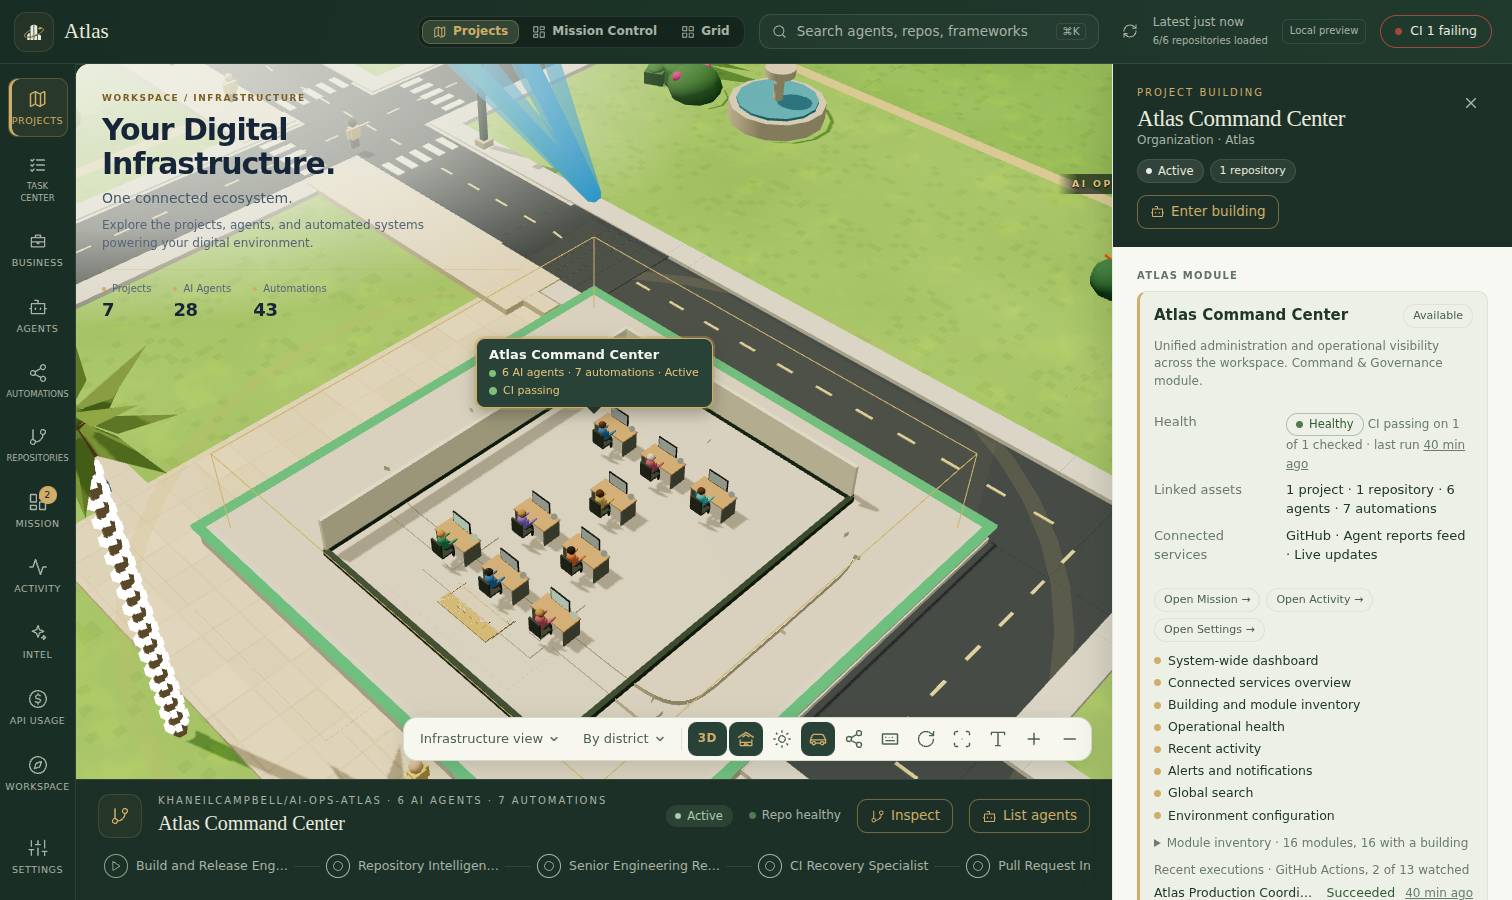 Atlas
Projects
Mission Control
Grid
Search agents, repos, frameworks
⌘K
Latest just now
6/6 repositories loaded
Local preview
CI 1 failing
PROJECTS
TASK CENTER
BUSINESS
AGENTS
AUTOMATIONS
REPOSITORIES
2
MISSION
ACTIVITY
INTEL
API USAGE
WORKSPACE
SETTINGS
WORKSPACE / INFRASTRUCTURE
Your Digital
Infrastructure.
One connected ecosystem.
Explore the projects, agents, and automated systems
powering your digital environment.
Projects
AI Agents
Automations
7
28
43
AI OP
Atlas Command Center
6 AI agents · 7 automations · Active
CI passing
Infrastructure view
By district
3D
KHANEILCAMPBELL/AI-OPS-ATLAS · 6 AI AGENTS · 7 AUTOMATIONS
Atlas Command Center
Active
Repo healthy
Inspect
List agents
Build and Release Eng...
Repository Intelligen...
Senior Engineering Re...
CI Recovery Specialist
Pull Request In
PROJECT BUILDING
Atlas Command Center
Organization · Atlas
Active
1 repository
Enter building
ATLAS MODULE
Atlas Command Center
Available
Unified administration and operational visibility
across the workspace. Command & Governance
module.
Health
Healthy CI passing on 1
of 1 checked · last run 40 min
ago
Linked assets
1 project · 1 repository · 6
agents · 7 automations
Connected
services
GitHub · Agent reports feed
· Live updates
Open Mission →
Open Activity →
Open Settings →
System-wide dashboard
Connected services overview
Building and module inventory
Operational health
Recent activity
Alerts and notifications
Global search
Environment configuration
Module inventory · 16 modules, 16 with a building
Recent executions · GitHub Actions, 2 of 13 watched
Atlas Production Coordi...
Succeeded
40 min ago